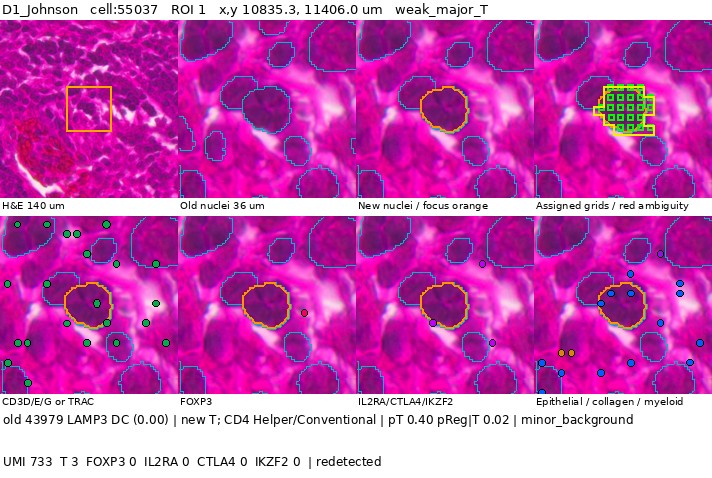 D1_Johnson   cell:55037   ROI 1   x,y 10835.3, 11406.0 um   weak_major_T
H&E 140 um   Old nuclei 36 um   New nuclei / focus orange   Assigned grids / red ambiguity
CD3D/E/G or TRAC   FOXP3   IL2RA/CTLA4/IKZF2   Epithelial / collagen / myeloid
old 43979 LAMP3 DC (0.00) | new T; CD4 Helper/Conventional | pT 0.40 pReg|T 0.02 | minor_background
UMI 733  T 3  FOXP3 0  IL2RA 0  CTLA4 0  IKZF2 0  | redetected